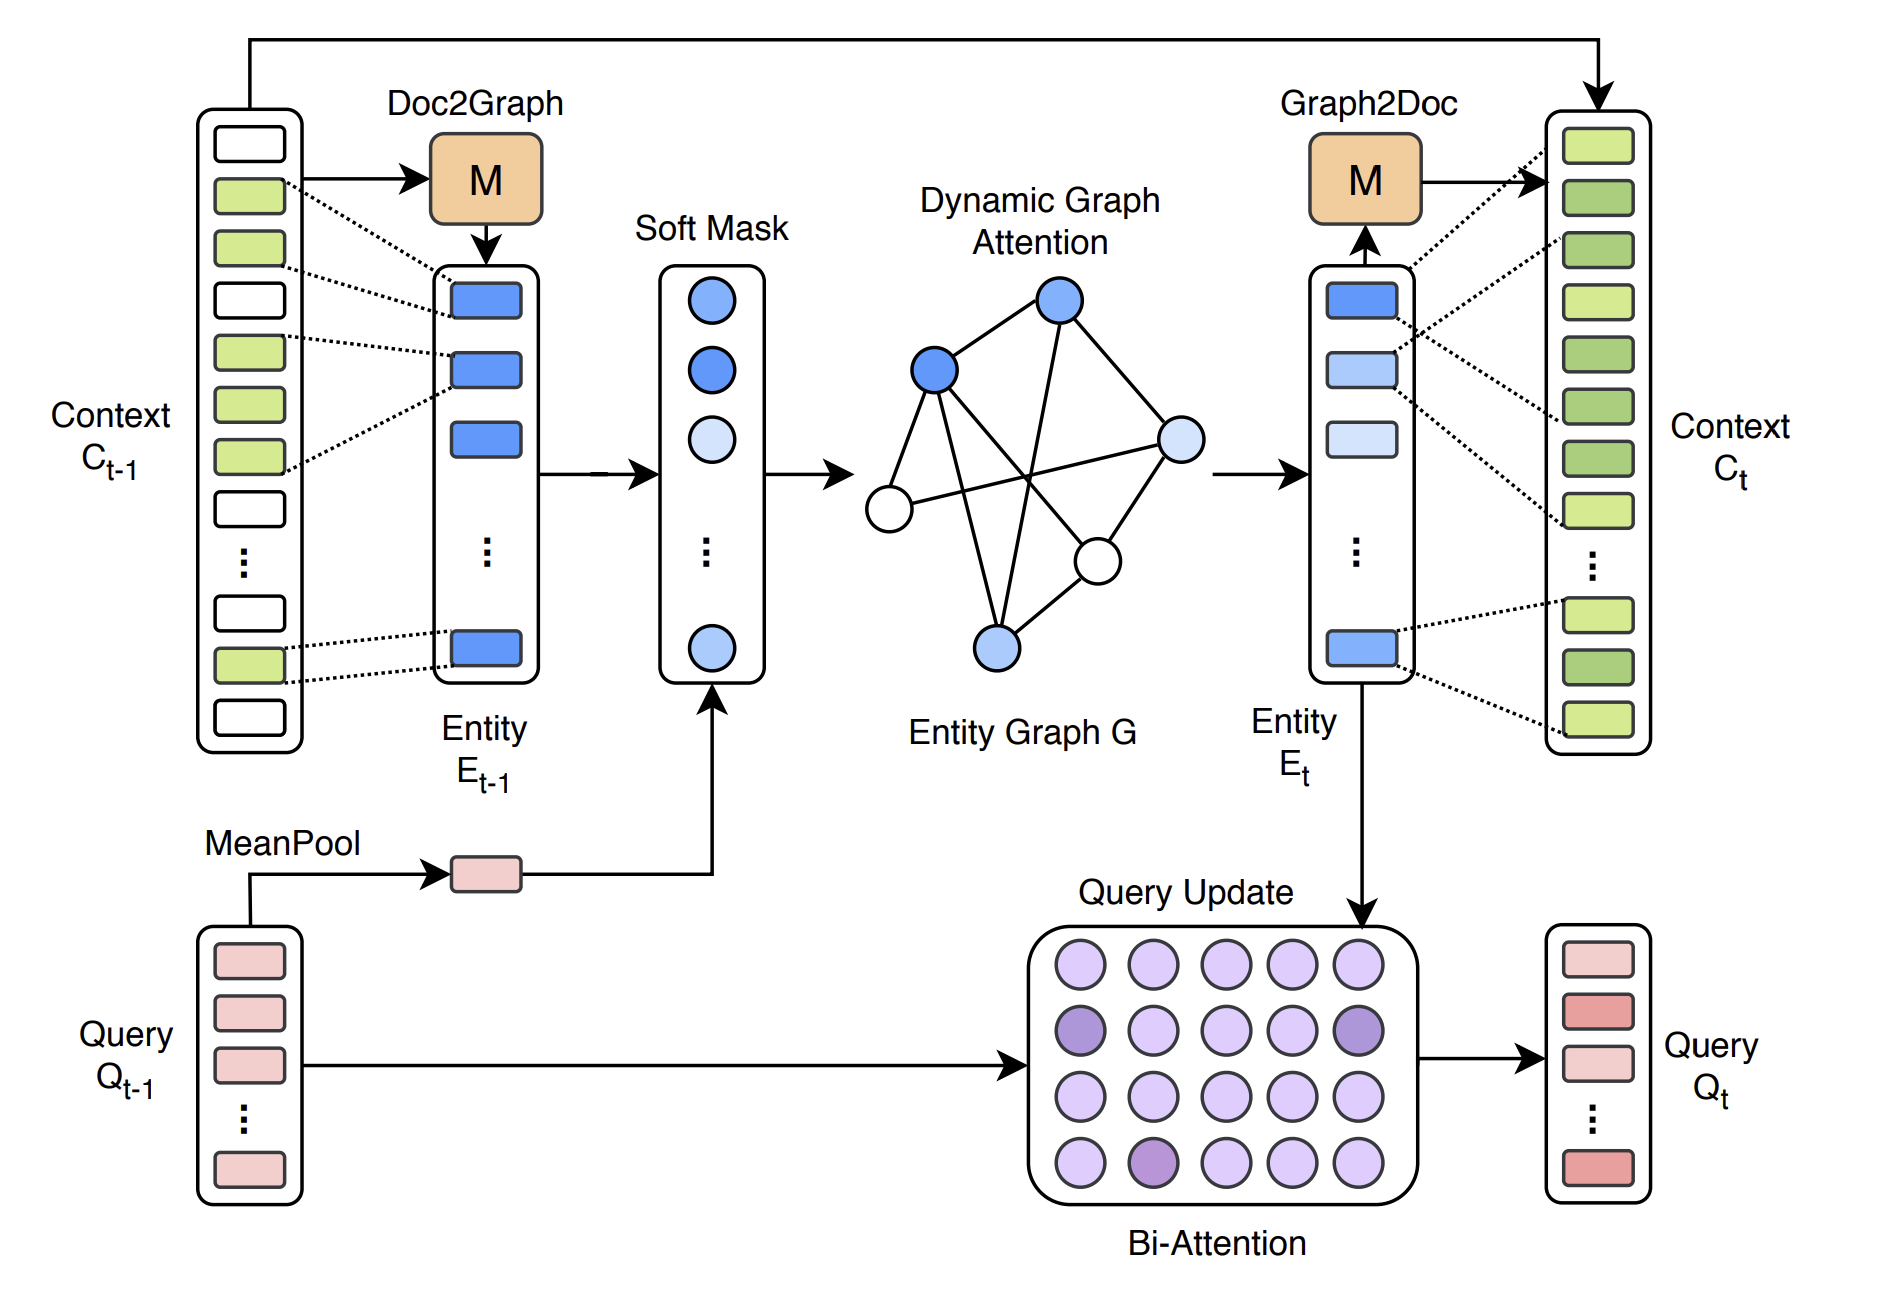 Doc2Graph
M
Graph2Doc
M
Soft Mask
Dynamic Graph
Attention
Context
C_{t-1}
Context
C_t
Entity
E_{t-1}
Entity Graph G
Entity
E_t
MeanPool
Query Update
Query
Q_{t-1}
Query
Q_t
Bi-Attention